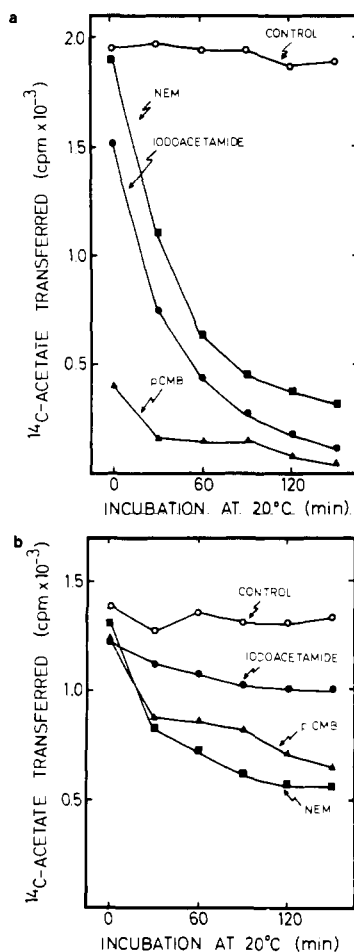 a
2.0
CONTROL
NEM
IODOACETAMIDE
1.5
1.0
0.5
pCMB
¹⁴C-ACETATE TRANSFERRED (cpm x 10⁻³)
0 60 120
INCUBATION. AT. 20.°C. (min).
b
1.5
CONTROL
IODOACETAMIDE
1.0
pCMB
NEM
0.5
¹⁴C-ACETATE TRANSFERRED (cpm x 10⁻³)
0 60 120
INCUBATION AT 20°C (min)